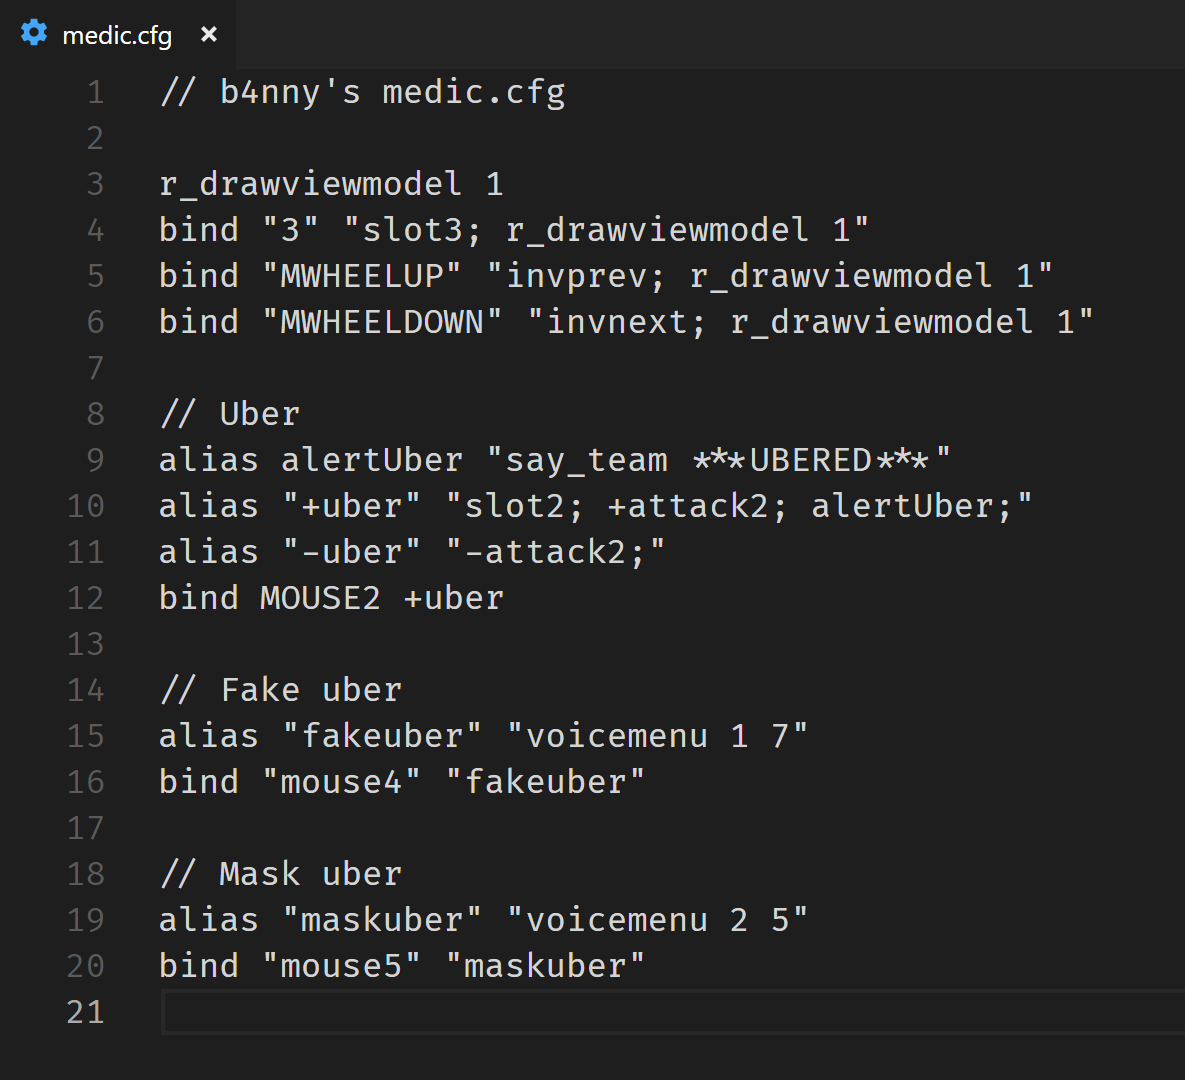 medic.cfg ×
1 // b4nny's medic.cfg
2
3 r_drawviewmodel 1
4 bind "3" "slot3; r_drawviewmodel 1"
5 bind "MWHEELUP" "invprev; r_drawviewmodel 1"
6 bind "MWHEELDOWN" "invnext; r_drawviewmodel 1"
7
8 // Uber
9 alias alertUber "say_team ***UBERED***"
10 alias "+uber" "slot2; +attack2; alertUber;"
11 alias "-uber" "-attack2;"
12 bind MOUSE2 +uber
13
14 // Fake uber
15 alias "fakeuber" "voicemenu 1 7"
16 bind "mouse4" "fakeuber"
17
18 // Mask uber
19 alias "maskuber" "voicemenu 2 5"
20 bind "mouse5" "maskuber"
21